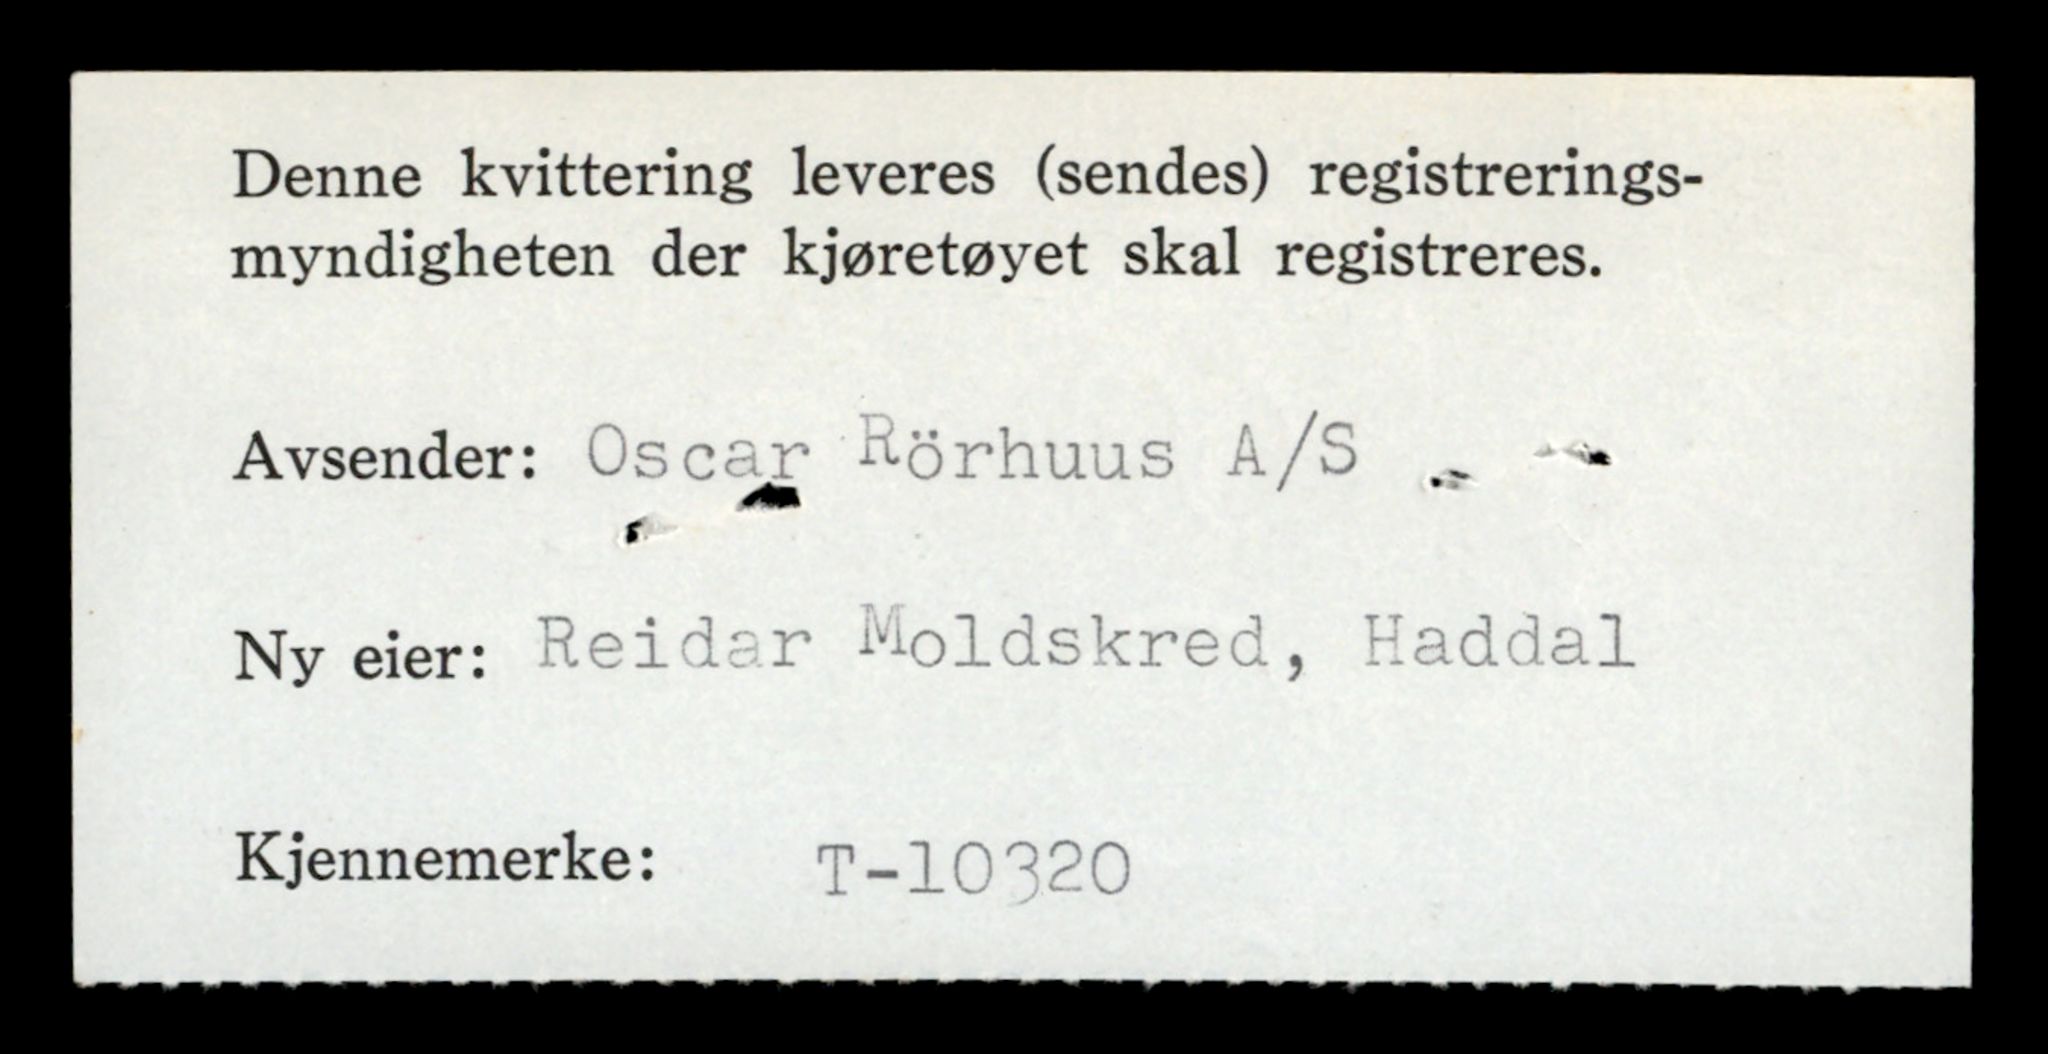 Denne kvittering leveres (sendes) registrerings-
myndigheten der kjøretøyet skal registreres.
Avsender: Oscar Rörhuus A/S
Ny eier: Reidar Moldskred, Haddal
Kjennemerke: T-10320